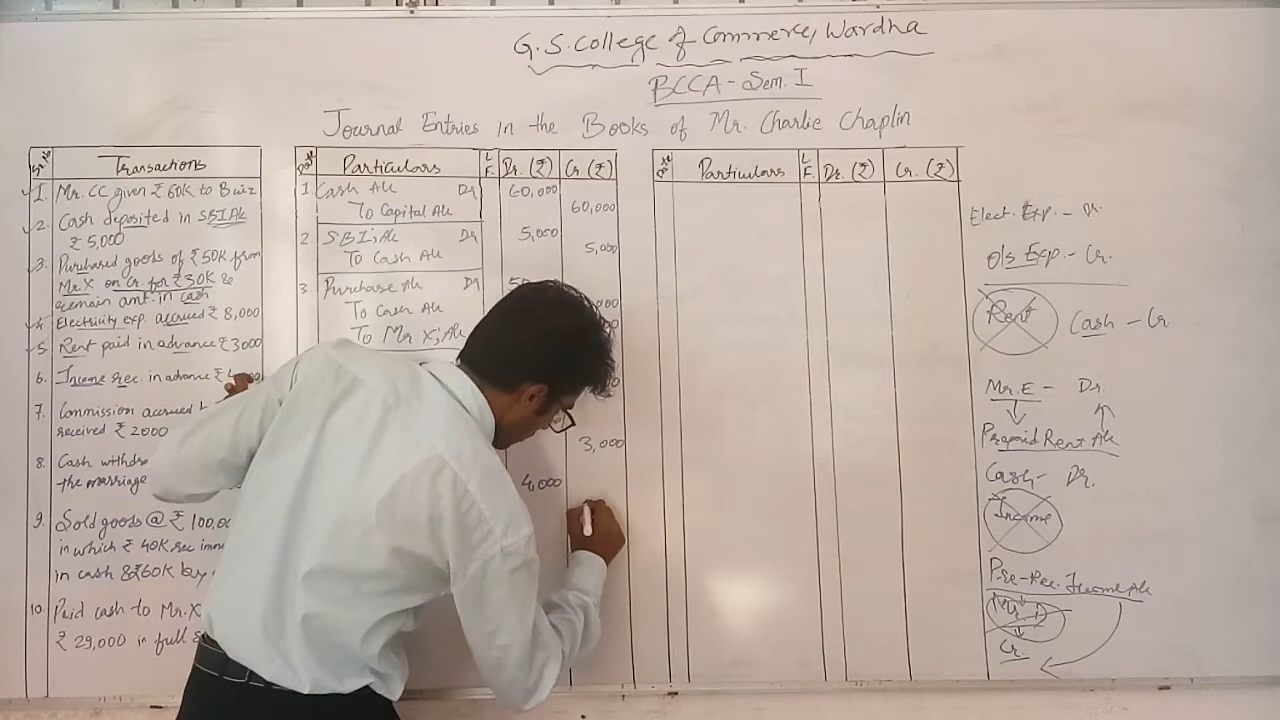 G.S. College of Commerce, Wardha
BCCA - Sem. I
Journal Entries in the Books of Mr. Charlie Chaplin
Sr. No
Transactions
1. Mr. CC given ₹ 60K to Buiz
2. Cash deposited in SBI A/c
₹ 5,000
3. Purchased goods of ₹ 50K from
Mr X on cr. for ₹ 30K &
remain amt. in cash
4. Electricity exp. accrued ₹ 8,000
5. Rent paid in advance ₹ 3000
6. Income rec. in advance ₹
7. Commission accrued
received ₹ 2000
8. Cash withdr
the marriage
9. Sold goods @ ₹ 100,00
in which ₹ 40K rec imm
in cash & ₹60K by
10. Paid cash to Mr. X
₹ 29,000 in full
Date Particulars L.F. Dr. (₹) Cr. (₹)
1 Cash A/c Dr 60,000
To Capital A/c 60,000
2 SBI's A/c Dr 5,000
To Cash A/c 5,000
3 Purchase A/c Dr
To Cash A/c
To Mr X's A/c
3,000
4,000
Date Particulars L.F. Dr. (₹) Cr. (₹)
Elect. Exp. - Dr.
O/s Exp. - Cr.
Rent Cash - Cr
Mr. E - Dr.
Prepaid Rent A/c
Cash - Dr.
Income
Pre-Rec. Income A/c
Cr.